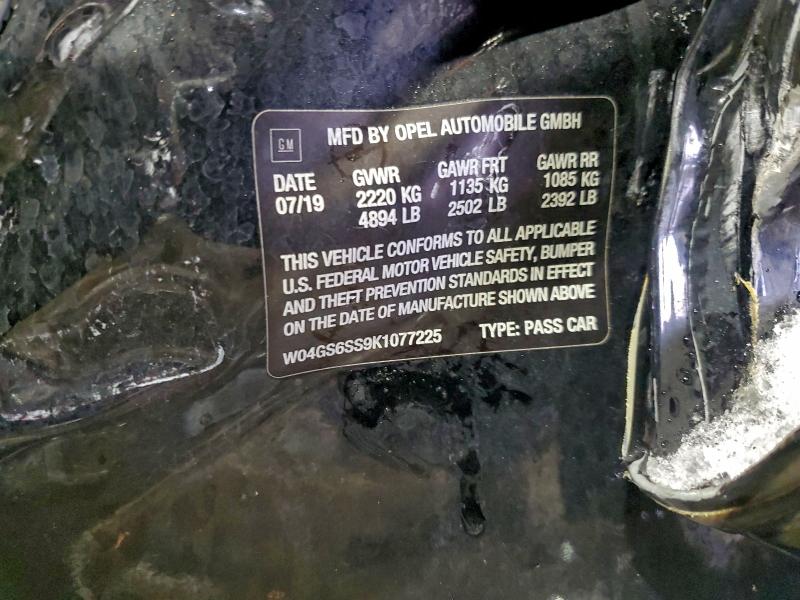 GM
MFD BY OPEL AUTOMOBILE GMBH
DATE GVWR GAWR FRT GAWR RR
07/19 2220 KG 1135 KG 1085 KG
4894 LB 2502 LB 2392 LB
THIS VEHICLE CONFORMS TO ALL APPLICABLE
U.S. FEDERAL MOTOR VEHICLE SAFETY, BUMPER
AND THEFT PREVENTION STANDARDS IN EFFECT
ON THE DATE OF MANUFACTURE SHOWN ABOVE
W04GS6SS9K1077225 TYPE: PASS CAR